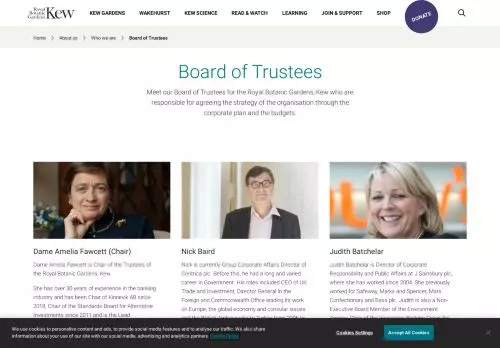 Royal
Botanic
Gardens
Kew
KEW GARDENS
WAKEHURST
KEW SCIENCE
READ & WATCH
LEARNING
JOIN & SUPPORT
SHOP
DONATE
Home
About us
Who we are
Board of Trustees
Board of Trustees
Meet our Board of Trustees for the Royal Botanic Gardens, Kew who are
responsible for agreeing the strategy of the organisation through the
corporate plan and the budgets.
Dame Amelia Fawcett (Chair)
Dame Amelia Fawcett is Chair of the Trustees of
the Royal Botanic Gardens, Kew.
She has over 30 years of experience in the banking
industry and has been Chair of Kinnevik AB since
2018, Chair of the Standards Board for Alternative
Investments since 2011 and is the Lead
Nick Baird
Nick is currently Group Corporate Affairs Director of
Centrica plc. Before this, he had a long and varied
career in Government. His roles included CEO of UK
Trade and Investment, Director General in the
Foreign and Commonwealth Office leading its work
on Europe, the global economy and consular issues
Judith Batchelar
Judith Batchelar is Director of Corporate
Responsibility and Public Affairs at J Sainsbury plc,
where she has worked since 2004. She previously
worked for Safeway, Marks and Spencer, Mars
Confectionary and Bass plc. Judith is also a Non-
Executive Board Member of the Environment
We use cookies to personalise content and ads, to provide social media features and to analyse our traffic. We also share
information about your use of our site with our social media, advertising and analytics partners. Cookie Policy
Cookies Settings
Accept All Cookies